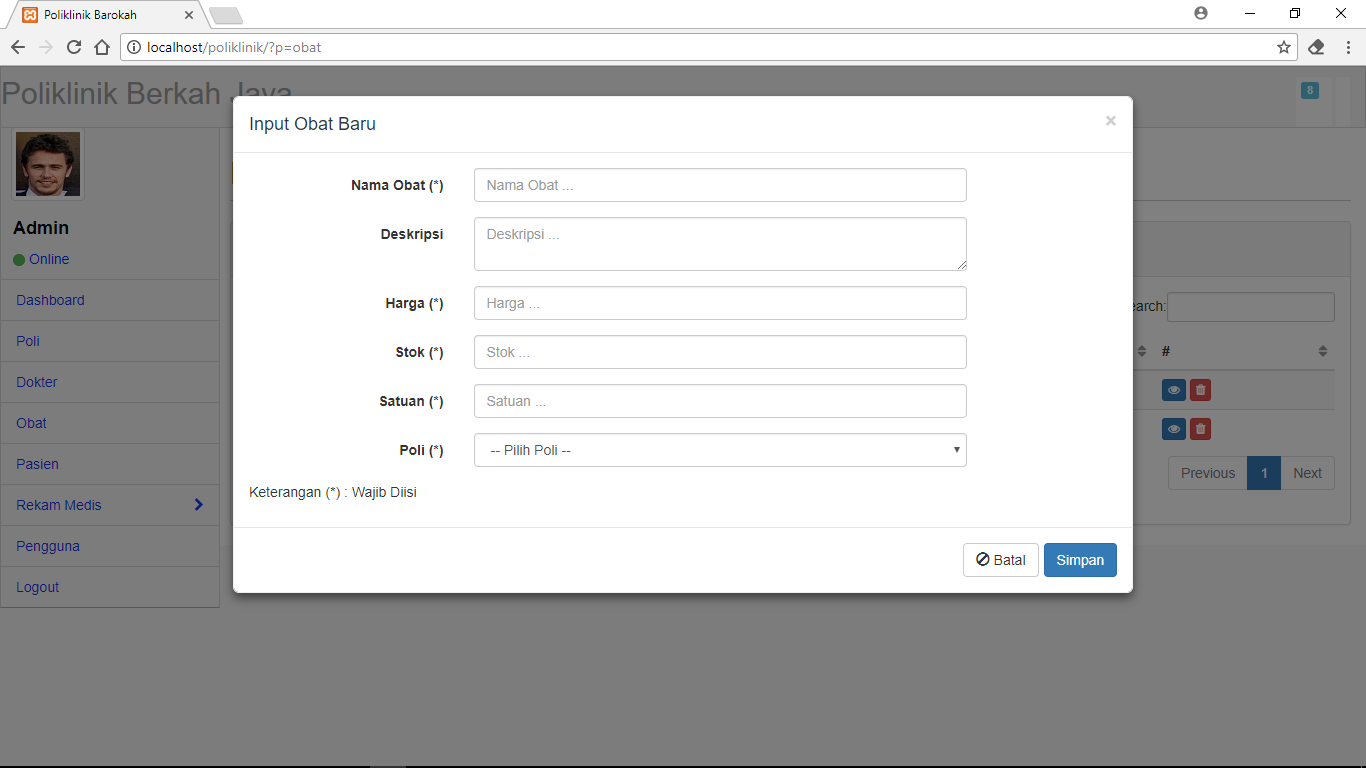 Poliklinik Barokah
localhost/poliklinik/?p=obat
Poliklinik Berkah Jaya
8
Admin
Online
Dashboard
Poli
Dokter
Obat
Pasien
Rekam Medis
Pengguna
Logout
Input Obat Baru
×
Nama Obat (*)
Nama Obat ...
Deskripsi
Deskripsi ...
Harga (*)
Harga ...
Stok (*)
Stok ...
Satuan (*)
Satuan ...
Poli (*)
-- Pilih Poli --
Keterangan (*) : Wajib Diisi
Batal
Simpan
earch:
#
Previous
1
Next